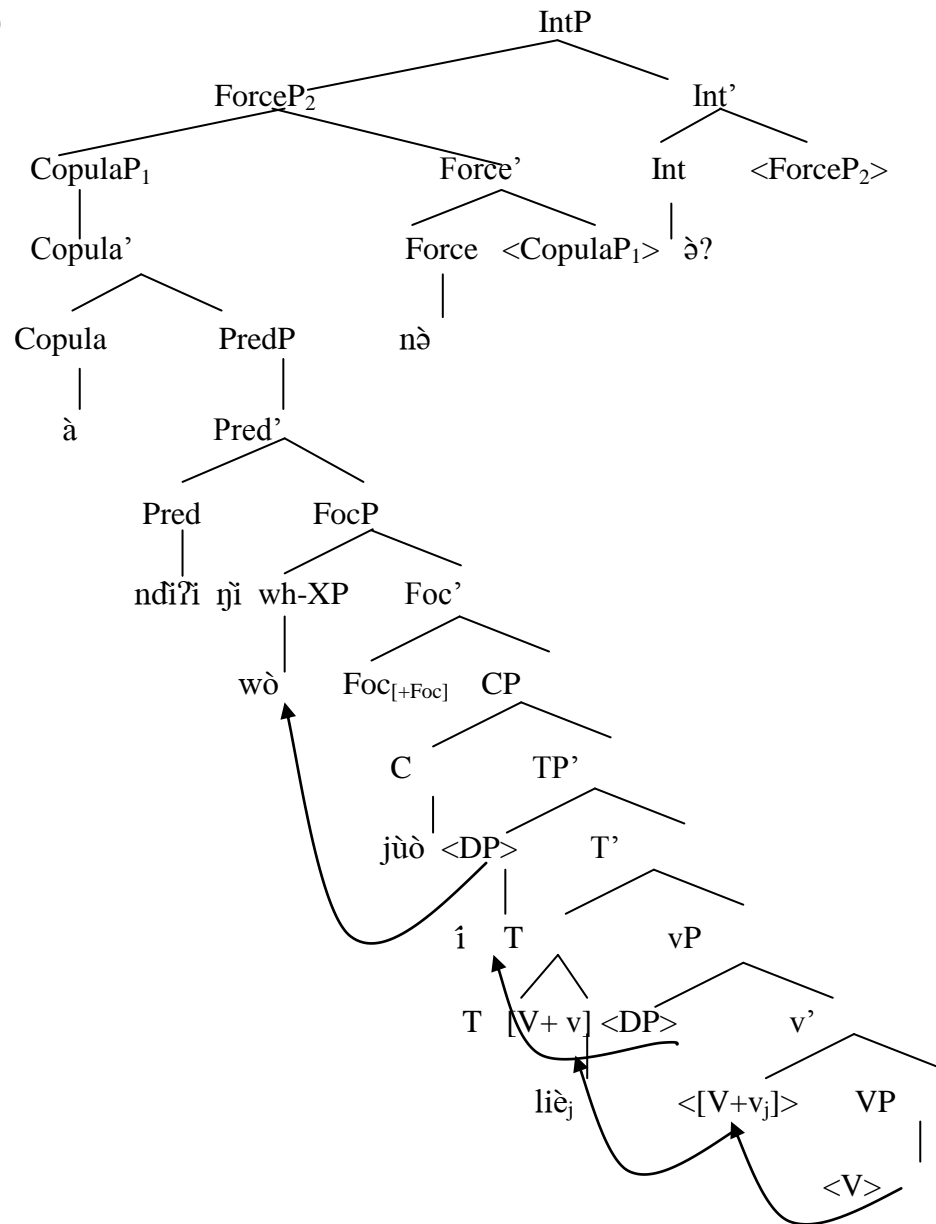 )
IntP
ForceP₂ Int’
CopulaP₁ Force’ Int <ForceP₂>
Copula’ Force <CopulaP₁> ə̀?
Copula PredP nə̀
à Pred’
Pred FocP
ndìʔi ŋ̀i wh-XP Foc’
wò Foc[+Foc] CP
C TP’
jùò <DP> T’
í T vP
T [V+ v] <DP> v’
lièⱼ <[V+vⱼ]> VP
<V>